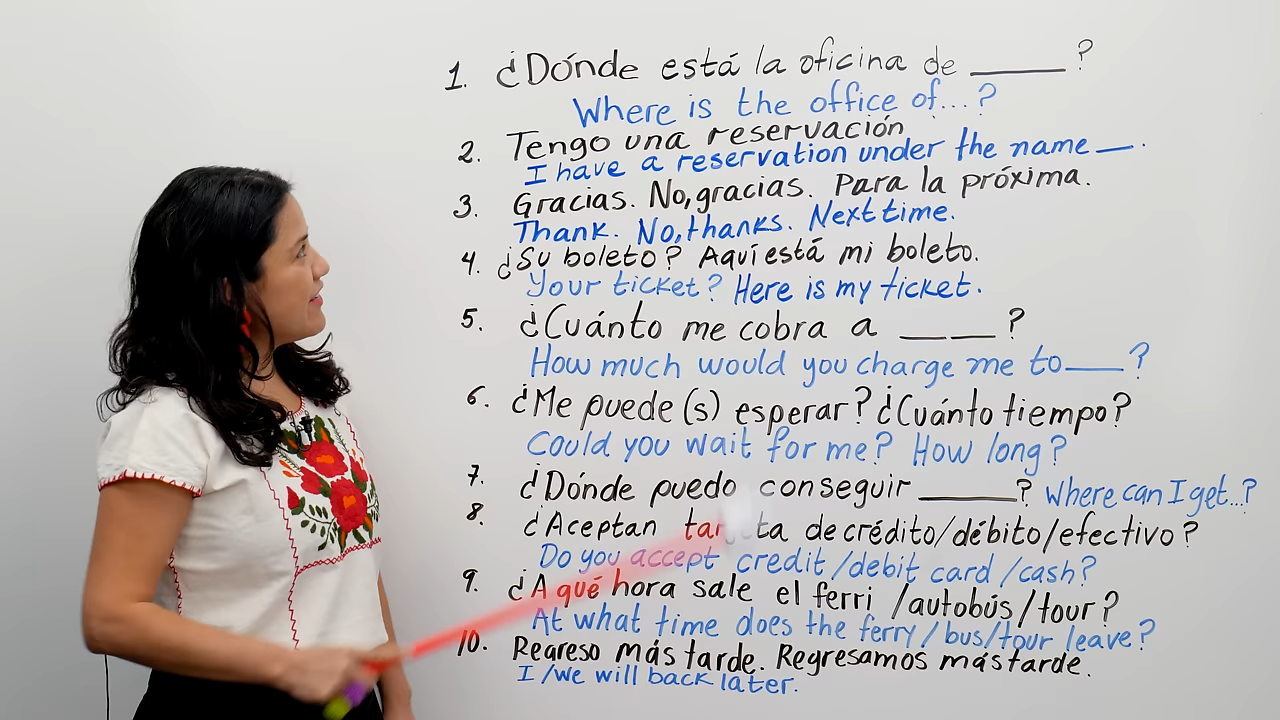 1. ¿Dónde está la oficina de ______?
Where is the office of...?
2. Tengo una reservación
I have a reservation under the name __.
3. Gracias. No, gracias. Para la próxima.
Thank. No, thanks. Next time.
4. ¿Su boleto? Aquí está mi boleto.
Your ticket? Here is my ticket.
5. ¿Cuánto me cobra a ___ ___?
How much would you charge me to ____?
6. ¿Me puede(s) esperar? ¿Cuánto tiempo?
Could you wait for me? How long?
7. ¿Dónde puedo conseguir ______? Where can I get...?
8. ¿Aceptan de crédito/débito/efectivo?
Do you accept credit/debit card/cash?
9. ¿A qué hora sale el ferri/autobús/tour?
At what time does the ferry/bus/tour leave?
10. Regreso más tarde. Regresamos más tarde.
I/we will back later.